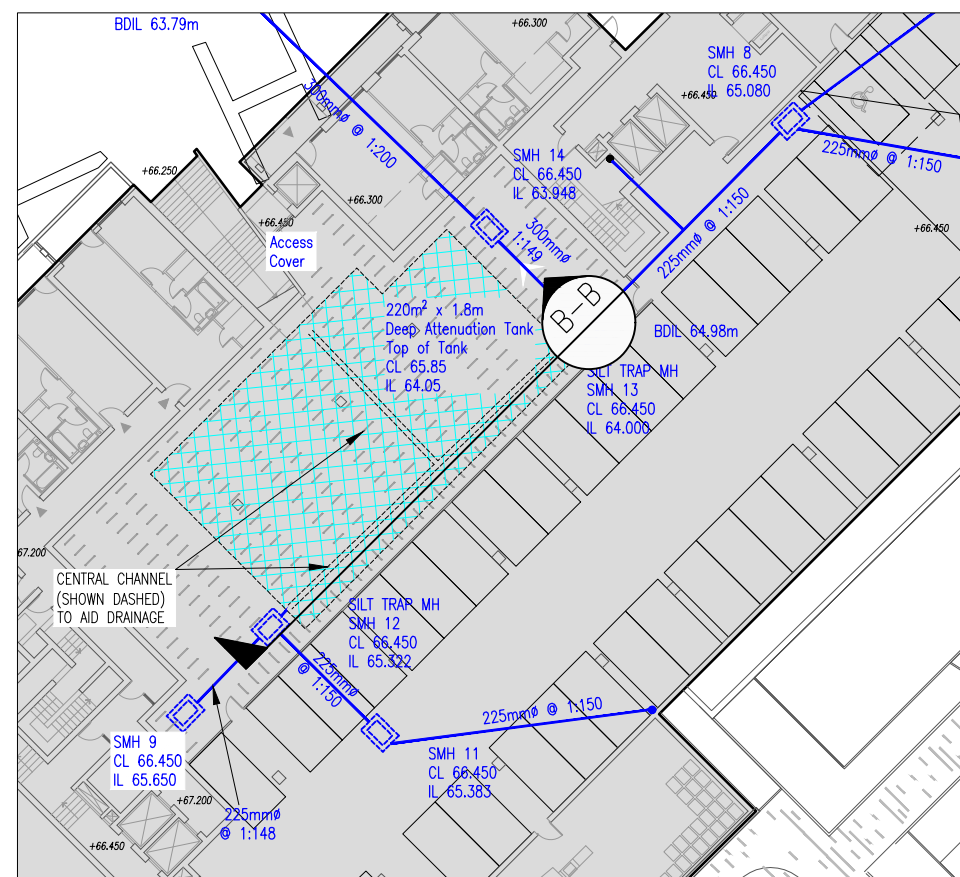 BDIL 63.79m
+66.300
SMH 8
CL 66.450
IL 65.080
+66.450
300mmø @ 1:200
225mmø @ 1:150
SMH 14
CL 66.450
IL 63.948
+66.250
+66.300
+66.450
Access
Cover
300mmø
1:149
225mmø @ 1:150
+66.450
B-B
220m² x 1.8m
Deep Attenuation Tank
Top of Tank
CL 65.85
IL 64.05
BDIL 64.98m
SILT TRAP MH
SMH 13
CL 66.450
IL 64.000
67.200
CENTRAL CHANNEL
(SHOWN DASHED)
TO AID DRAINAGE
SILT TRAP MH
SMH 12
CL 66.450
IL 65.322
225mmø
@ 1:150
225mmø @ 1:150
SMH 9
CL 66.450
IL 65.650
SMH 11
CL 66.450
IL 65.383
+67.200
225mmø
@ 1:148
+66.450